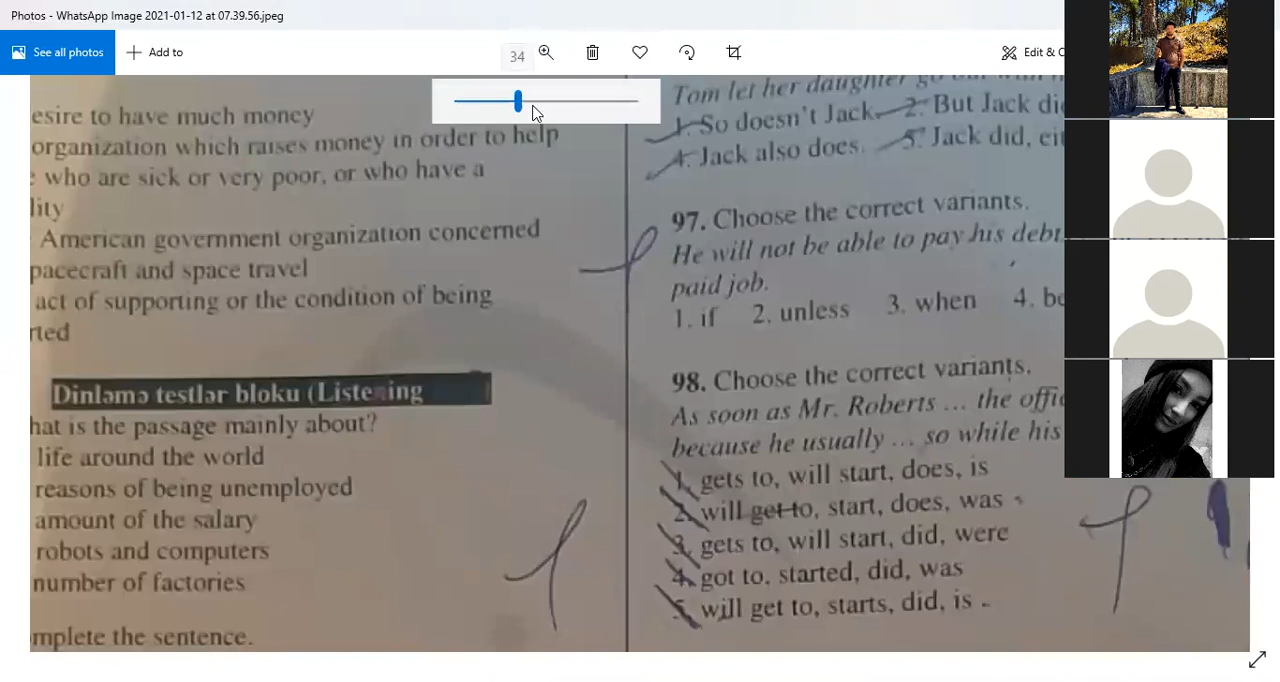 Photos - WhatsApp Image 2021-01-12 at 07.39.56.jpeg
See all photos
Add to
34
Edit & C
esire to have much money
organization which raises money in order to help
who are sick or very poor, or who have a
lity
American government organization concerned
pacecraft and space travel
act of supporting or the condition of being
rted
Dinləmə testlər bloku (Listening
hat is the passage mainly about?
life around the world
reasons of being unemployed
amount of the salary
robots and computers
number of factories
mplete the sentence.
Tom let her daughter go
1. So doesn't Jack. 2. But Jack di
4. Jack also does. 5. Jack did, eit
97. Choose the correct variants.
He will not be able to pay his debt
paid job.
1. if 2. unless 3. when 4. be
98. Choose the correct variants.
As soon as Mr. Roberts ... the offi
because he usually ... so while his
1. gets to, will start, does, is
2. will get to, start, does, was
3. gets to, will start, did, were
4. got to, started, did, was
5. will get to, starts, did, is